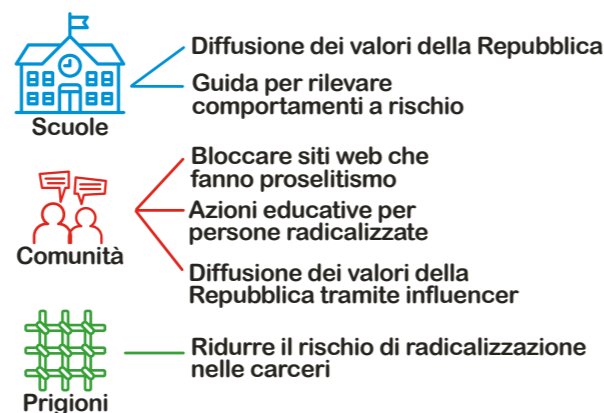 Diffusione dei valori della Repubblica
Guida per rilevare
comportamenti a rischio
Scuole
Bloccare siti web che
fanno proselitismo
Azioni educative per
persone radicalizzate
Comunità
Diffusione dei valori della
Repubblica tramite influencer
Ridurre il rischio di radicalizzazione
nelle carceri
Prigioni